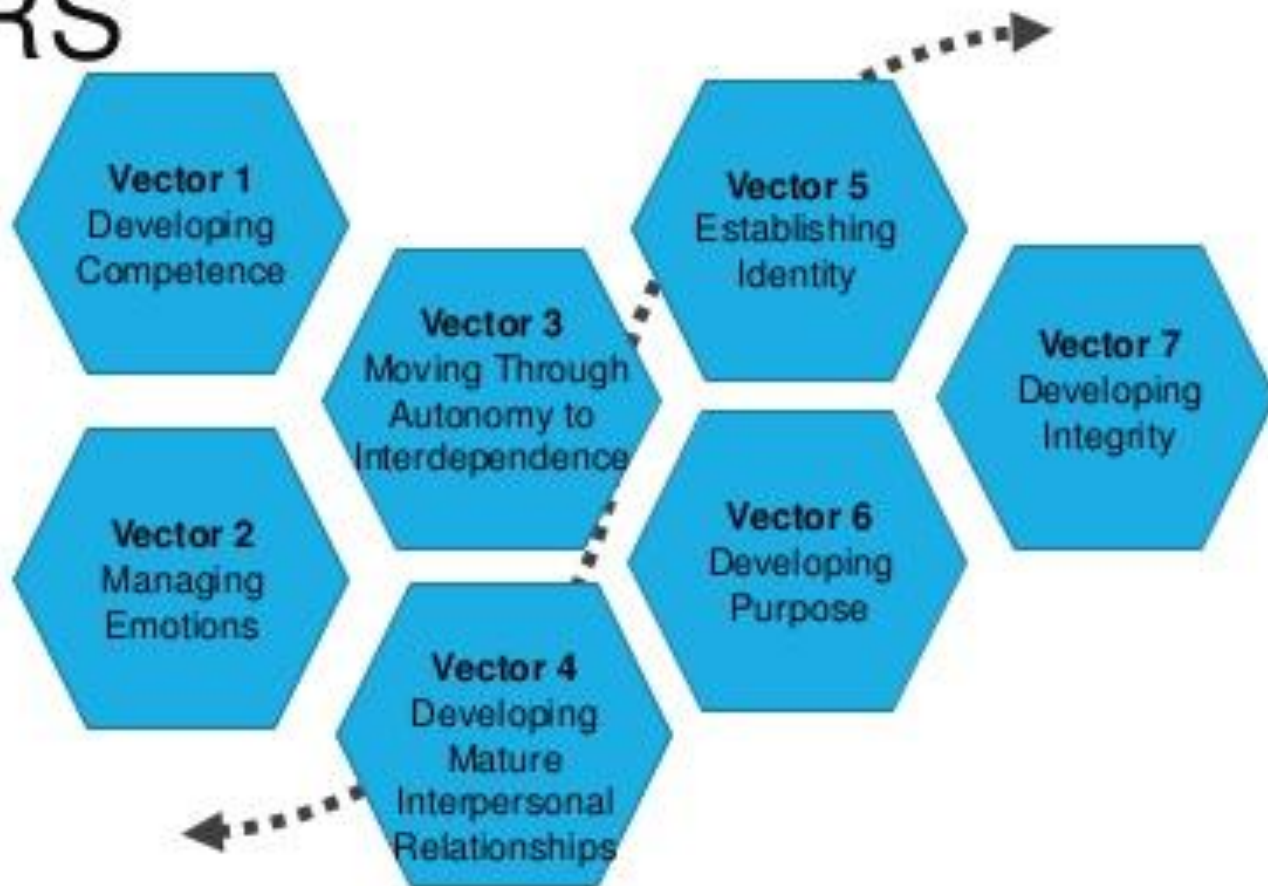 RS
Vector 1
Developing
Competence
Vector 2
Managing
Emotions
Vector 3
Moving Through
Autonomy to
Interdependence
Vector 4
Developing
Mature
Interpersonal
Relationships
Vector 5
Establishing
Identity
Vector 6
Developing
Purpose
Vector 7
Developing
Integrity